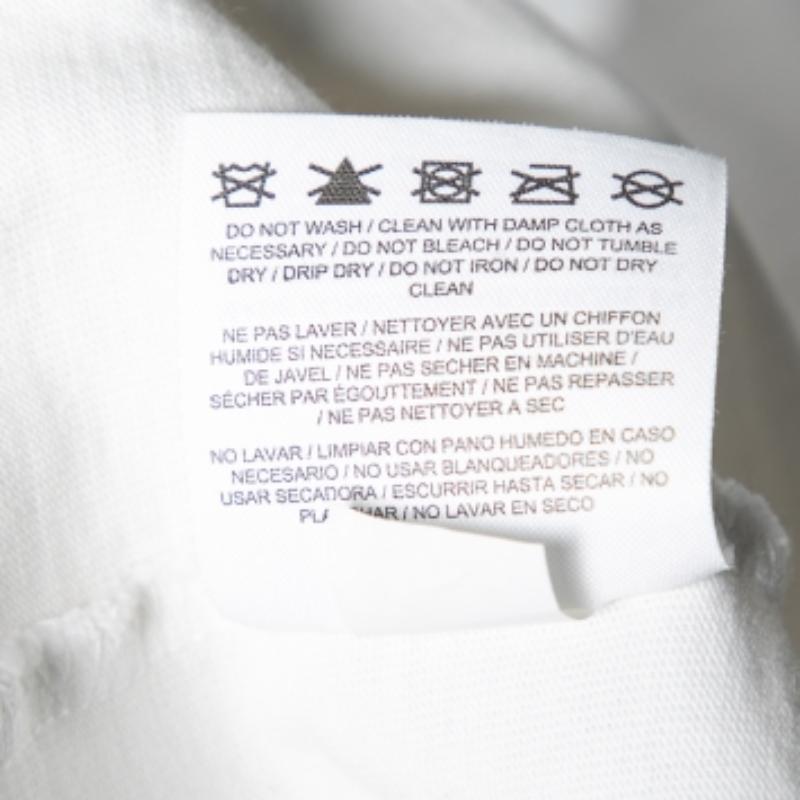 DO NOT WASH / CLEAN WITH DAMP CLOTH AS
NECESSARY / DO NOT BLEACH / DO NOT TUMBLE
DRY / DRIP DRY / DO NOT IRON / DO NOT DRY
CLEAN
NE PAS LAVER / NETTOYER AVEC UN CHIFFON
HUMIDE SI NECESSAIRE / NE PAS UTILISER D'EAU
DE JAVEL / NE PAS SECHER EN MACHINE /
SÉCHER PAR ÉGOUTTEMENT / NE PAS REPASSER
/ NE PAS NETTOYER A SEC
NO LAVAR / LIMPIAR CON PANO HUMEDO EN CASO
NECESARIO / NO USAR BLANQUEADORES / NO
USAR SECADORA / ESCURRIR HASTA SECAR / NO
/ NO LAVAR EN SECO